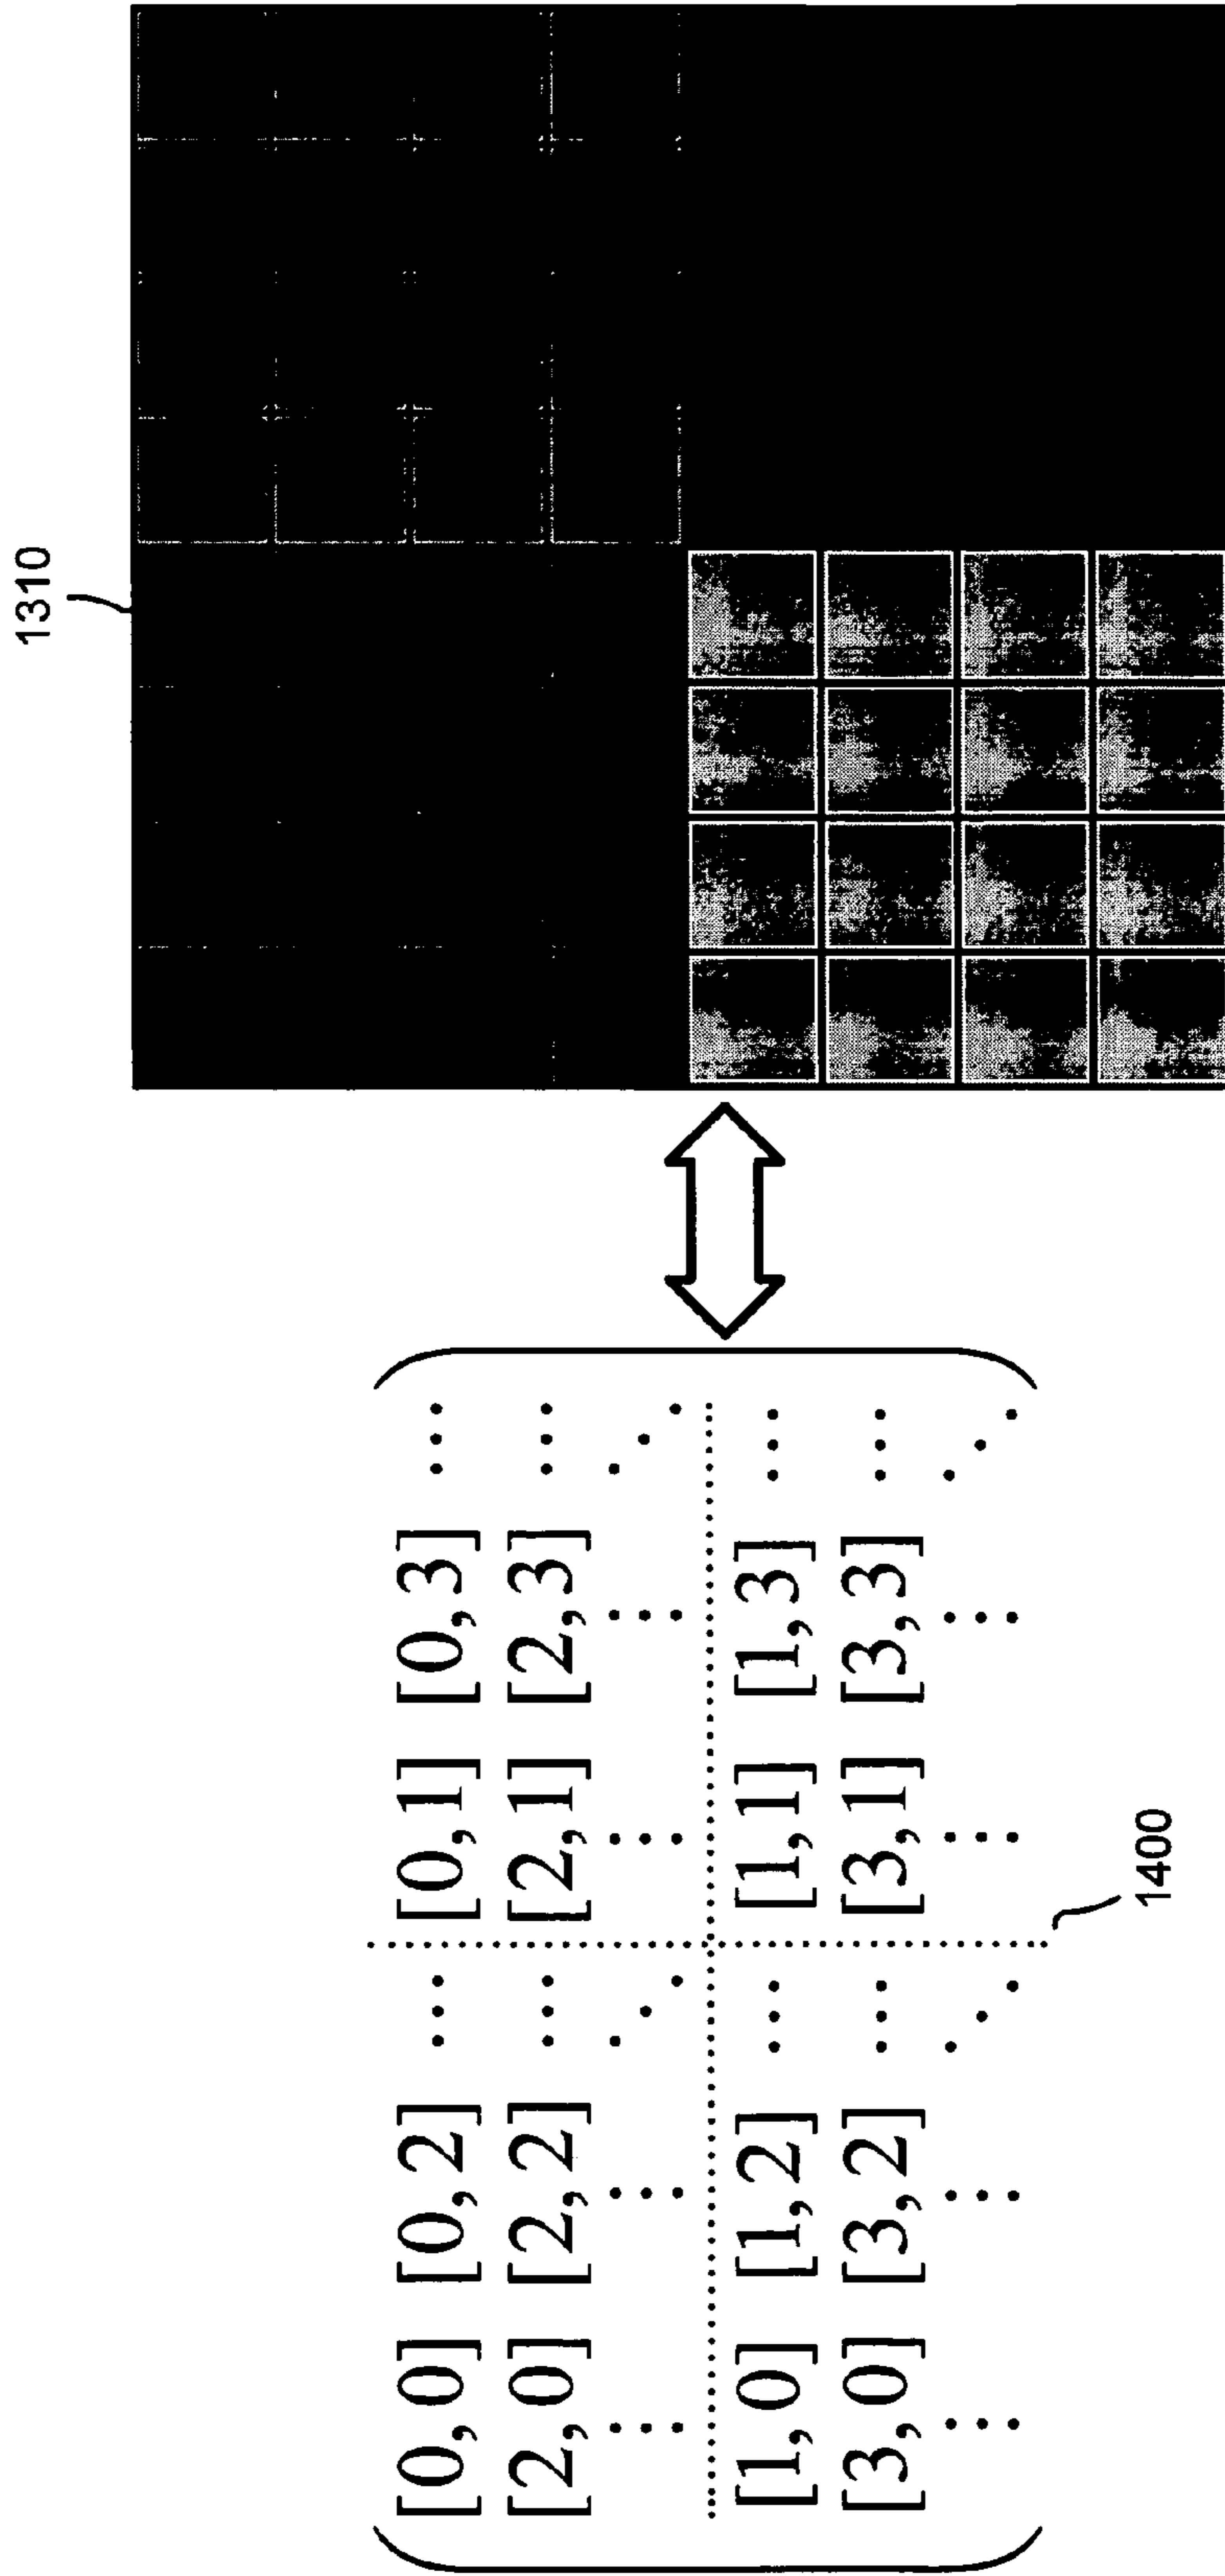 [0,0] [0,2] ... [0,1] [0,3] ...
[2,0] [2,2] ... [2,1] [2,3] ...
[1,0] [1,2] ... [1,1] [1,3] ...
[3,0] [3,2] ... [3,1] [3,3] ...
1400
1310